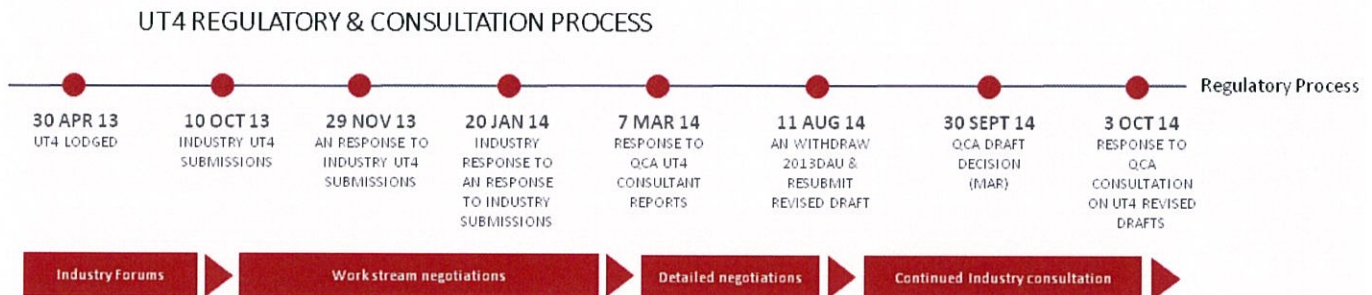 UT4 REGULATORY & CONSULTATION PROCESS
Regulatory Process
30 APR 13
UT4 LODGED
10 OCT 13
INDUSTRY UT4
SUBMISSIONS
29 NOV 13
AN RESPONSE TO
INDUSTRY UT4
SUBMISSIONS
20 JAN 14
INDUSTRY
RESPONSE TO
AN RESPONSE
TO INDUSTRY
SUBMISSIONS
7 MAR 14
RESPONSE TO
QCA UT4
CONSULTANT
REPORTS
11 AUG 14
AN WITHDRAW
2013DAU &
RESUBMIT
REVISED DRAFT
30 SEPT 14
QCA DRAFT
DECISION
(MAR)
3 OCT 14
RESPONSE TO
QCA
CONSULTATION
ON UT4 REVISED
DRAFTS
Industry Forums
Work stream negotiations
Detailed negotiations
Continued Industry consultation